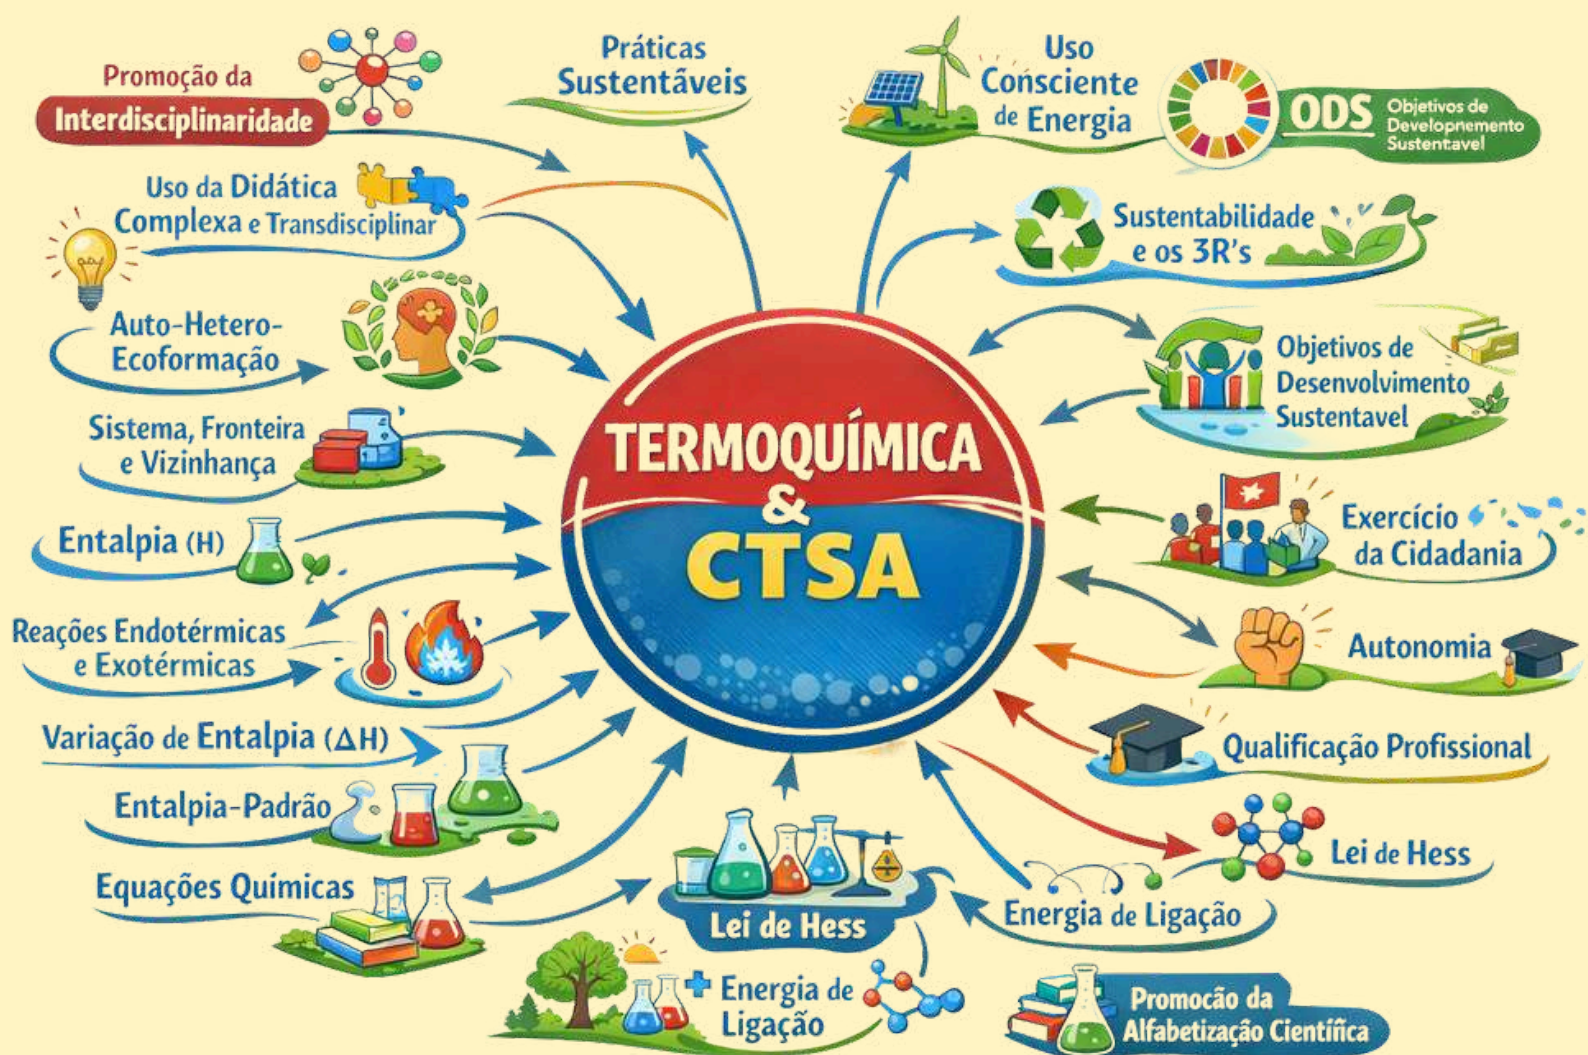 Promoção da
Interdisciplinaridade
Práticas
Sustentáveis
Uso
Consciente
de Energia
ODS
Objetivos de
Developnemento
Sustentavel
Uso da Didática
Complexa e Transdisciplinar
Sustentabilidade
e os 3R's
Auto-Hetero-
Ecoformação
Objetivos de
Desenvolvimento
Sustentavel
Sistema, Fronteira
e Vizinhança
TERMOQUÍMICA
&
CTSA
Entalpia (H)
Exercício
da Cidadania
Reações Endotérmicas
e Exotérmicas
Autonomia
Variação de Entalpia (ΔH)
Qualificação Profissional
Entalpia-Padrão
Lei de Hess
Equações Químicas
Lei de Hess
Energia de Ligação
+ Energia de
Ligação
Promocão da
Alfabetização Científica